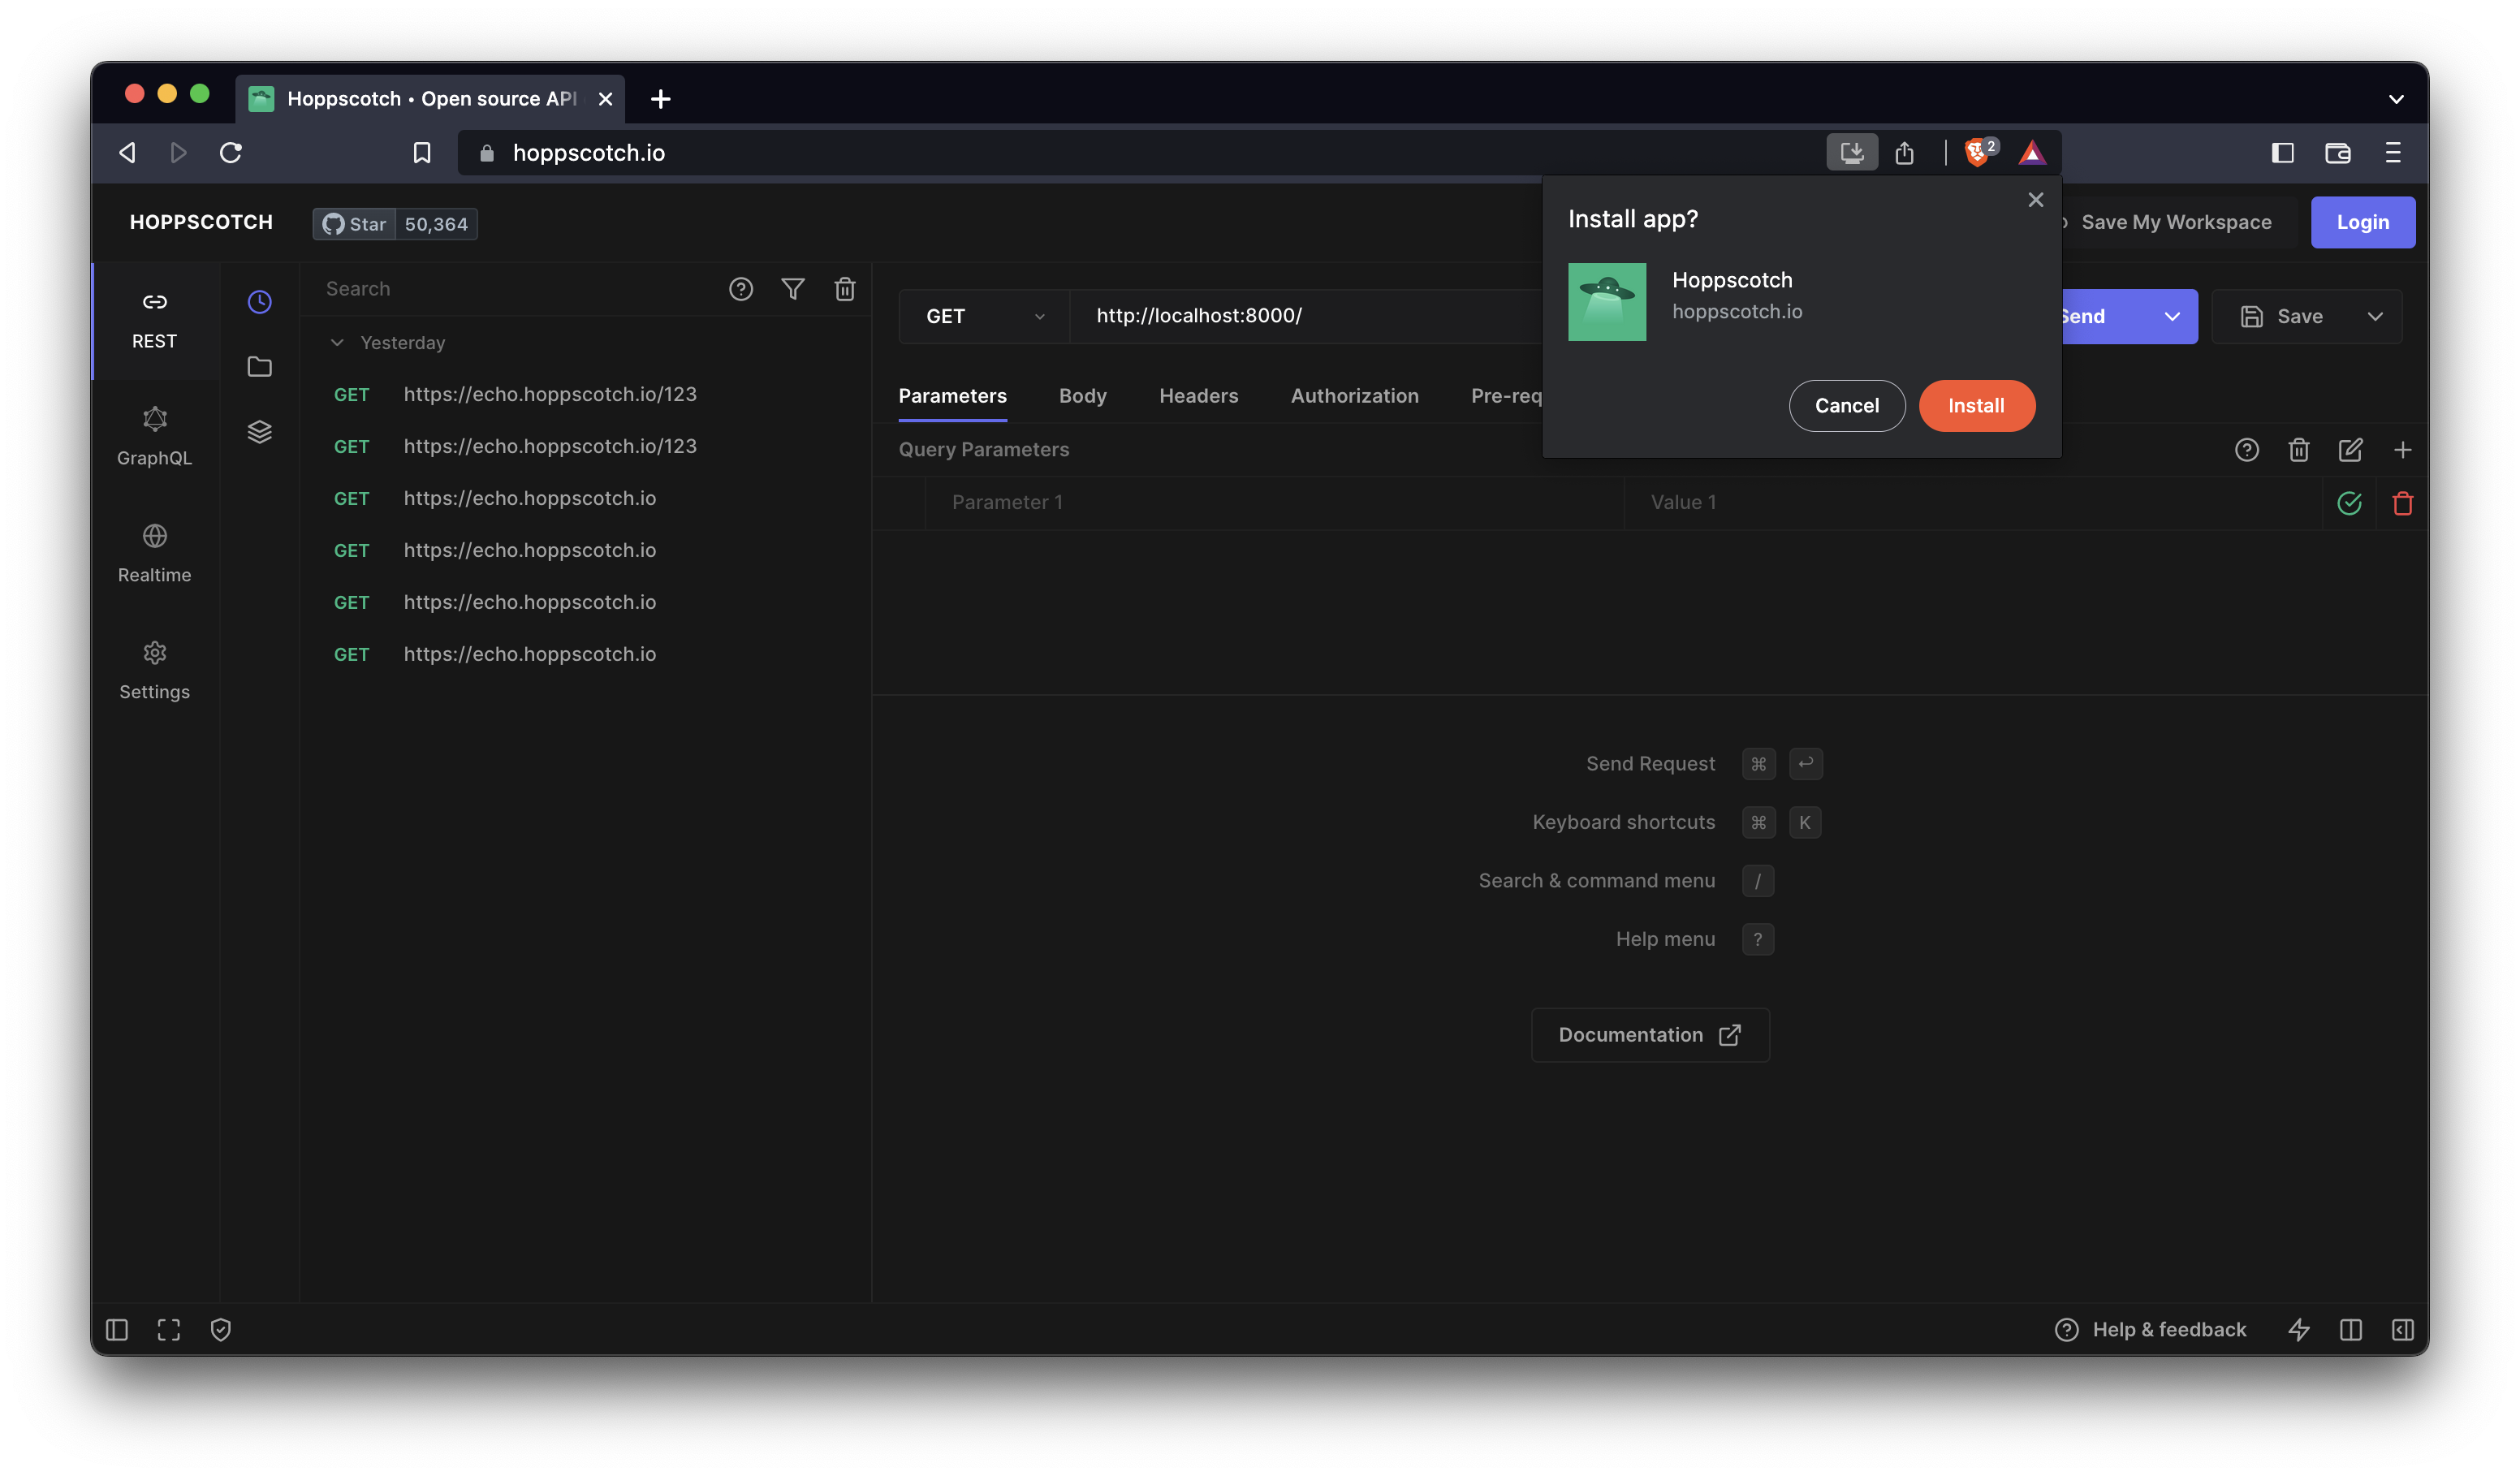 Hoppscotch • Open source API
hoppscotch.io
2
HOPPSCOTCH
Star 50,364
Save My Workspace
Login
Install app?
Hoppscotch
hoppscotch.io
Cancel
Install
REST
GraphQL
Realtime
Settings
Search
Yesterday
GET https://echo.hoppscotch.io/123
GET https://echo.hoppscotch.io/123
GET https://echo.hoppscotch.io
GET https://echo.hoppscotch.io
GET https://echo.hoppscotch.io
GET https://echo.hoppscotch.io
GET http://localhost:8000/
Send
Save
Parameters Body Headers Authorization Pre-req
Query Parameters
Parameter 1 Value 1
Send Request ⌘ ↩
Keyboard shortcuts ⌘ K
Search & command menu /
Help menu ?
Documentation
Help & feedback